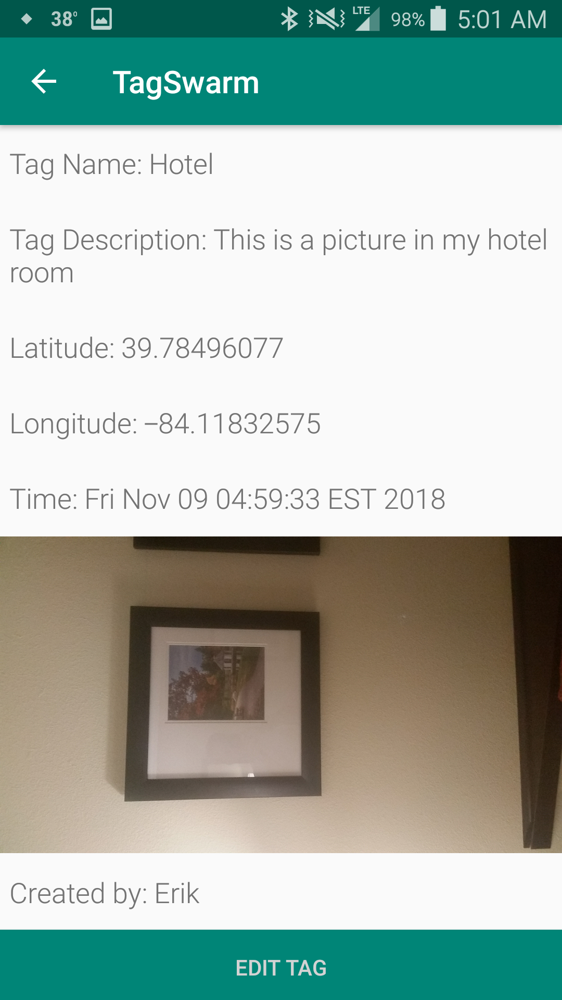 38° LTE 98% 5:01 AM
TagSwarm
Tag Name: Hotel
Tag Description: This is a picture in my hotel
room
Latitude: 39.78496077
Longitude: –84.11832575
Time: Fri Nov 09 04:59:33 EST 2018
Created by: Erik
EDIT TAG